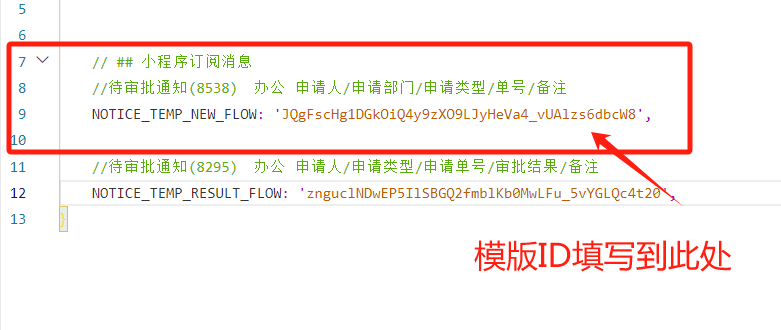 5
6
7 // ## 小程序订阅消息
8 //待审批通知(8538) 办公 申请人/申请部门/申请类型/单号/备注
9 NOTICE_TEMP_NEW_FLOW: 'JQgFscHg1DGkOiQ4y9zXO9LJyHeVa4_vUAlzs6dbcW8',
10
11 //待审批通知(8295) 办公 申请人/申请类型/申请单号/审批结果/备注
12 NOTICE_TEMP_RESULT_FLOW: 'znguclNDwEP5IlSBGQ2fmblKb0MwLFu_5vYGLQc4t20',
13 }
模版ID填写到此处